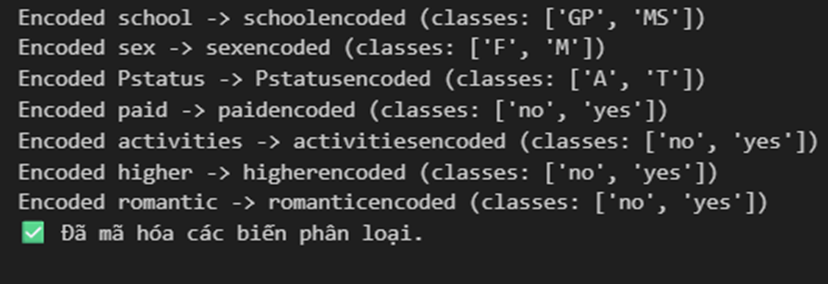 Encoded school -> schoolencoded (classes: ['GP', 'MS'])
Encoded sex -> sexencoded (classes: ['F', 'M'])
Encoded Pstatus -> Pstatusencoded (classes: ['A', 'T'])
Encoded paid -> paidencoded (classes: ['no', 'yes'])
Encoded activities -> activitiesencoded (classes: ['no', 'yes'])
Encoded higher -> higherencoded (classes: ['no', 'yes'])
Encoded romantic -> romanticencoded (classes: ['no', 'yes'])
✅ Đã mã hóa các biến phân loại.